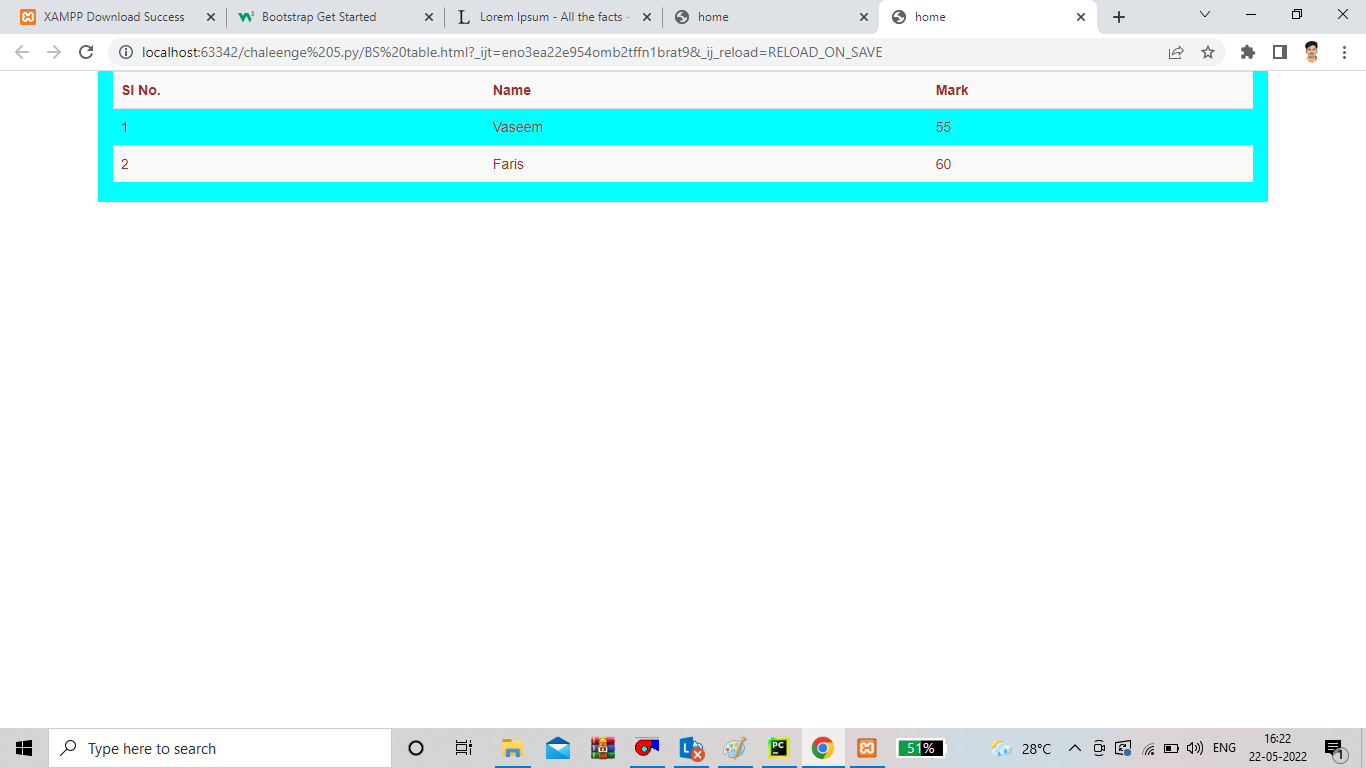 XAMPP Download Success
Bootstrap Get Started
Lorem Ipsum - All the facts -
home
home
localhost:63342/chaleenge%205.py/BS%20table.html?_ijt=eno3ea22e954omb2tffn1brat9&_ij_reload=RELOAD_ON_SAVE
Sl No. Name Mark
1 Vaseem 55
2 Faris 60
Type here to search
PC
51%
28°C
ENG
16:22
22-05-2022
1